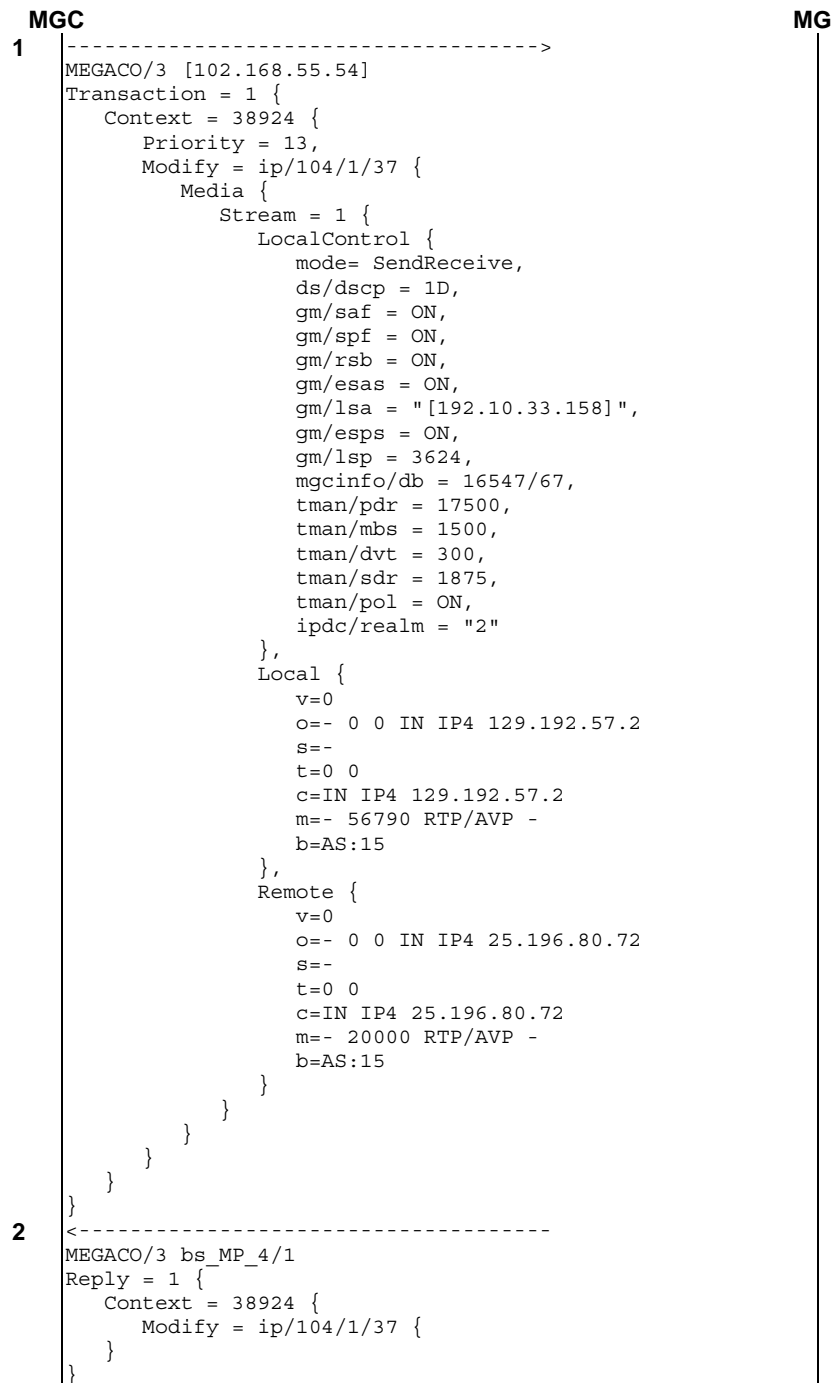 MGC MG
1 ------------------------------------->
MEGACO/3 [102.168.55.54]
Transaction = 1 {
   Context = 38924 {
      Priority = 13,
      Modify = ip/104/1/37 {
         Media {
            Stream = 1 {
               LocalControl {
                  mode= SendReceive,
                  ds/dscp = 1D,
                  gm/saf = ON,
                  gm/spf = ON,
                  gm/rsb = ON,
                  gm/esas = ON,
                  gm/lsa = "[192.10.33.158]",
                  gm/esps = ON,
                  gm/lsp = 3624,
                  mgcinfo/db = 16547/67,
                  tman/pdr = 17500,
                  tman/mbs = 1500,
                  tman/dvt = 300,
                  tman/sdr = 1875,
                  tman/pol = ON,
                  ipdc/realm = "2"
               },
               Local {
                  v=0
                  o=- 0 0 IN IP4 129.192.57.2
                  s=-
                  t=0 0
                  c=IN IP4 129.192.57.2
                  m=- 56790 RTP/AVP -
                  b=AS:15
               },
               Remote {
                  v=0
                  o=- 0 0 IN IP4 25.196.80.72
                  s=-
                  t=0 0
                  c=IN IP4 25.196.80.72
                  m=- 20000 RTP/AVP -
                  b=AS:15
               }
            }
         }
      }
   }
}
2 <-------------------------------------
MEGACO/3 bs_MP_4/1
Reply = 1 {
   Context = 38924 {
      Modify = ip/104/1/37 {
   }
}